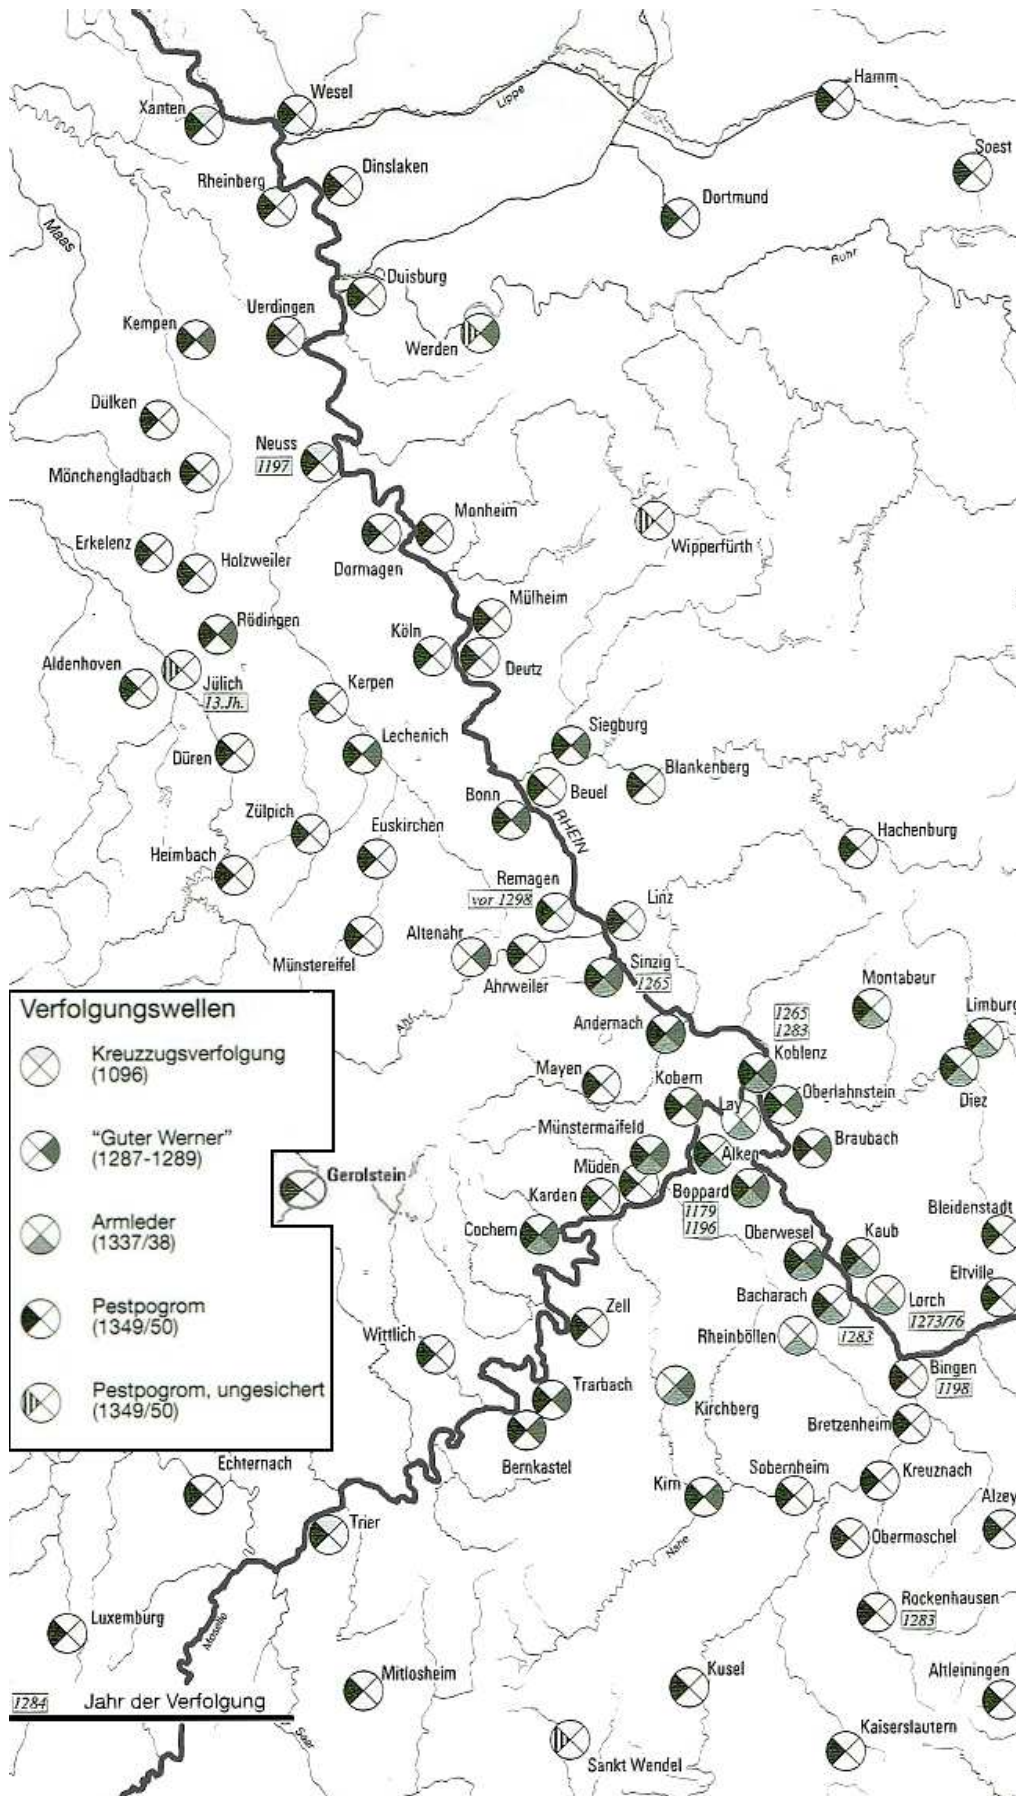 Xanten
Wesel
Lippe
Hamm
Soest
Rheinberg
Dinslaken
Dortmund
Maas
Duisburg
Ruhr
Uerdingen
Kempen
Werden
Dülken
Neuss
1197
Mönchengladbach
Monheim
Wipperfürth
Erkelenz
Holzweiler
Dormagen
Rödingen
Mülheim
Köln
Deutz
Aldenhoven
Jülich
13.Jh.
Kerpen
Lechenich
Siegburg
Düren
Blankenberg
Bonn
Beuel
RHEIN
Zülpich
Euskirchen
Hachenburg
Heimbach
Remagen
vor 1298
Linz
Altenahr
Münstereifel
Ahrweiler
Sinzig
1265
Montabaur
Limburg
Ahr
Andernach
1265
1283
Koblenz
Mayen
Kobern
Lay
Oberlahnstein
Diez
Münstermaifeld
Alken
Braubach
Müden
Karden
Boppard
1179
1196
Cochem
Oberwesel
Kaub
Bleidenstadt
Eltville
Bacharach
1283
Lorch
1273/76
Zell
Rheinböllen
Wittlich
Bingen
1198
Trarbach
Kirchberg
Bretzenheim
Bernkastel
Verfolgungswellen
Kreuzzugsverfolgung
(1096)
"Guter Werner"
(1287-1289)
Gerolstein
Armleder
(1337/38)
Pestpogrom
(1349/50)
Pestpogrom, ungesichert
(1349/50)
Echternach
Kirn
Sobernheim
Kreuznach
Alzey
Trier
Nahe
Obermoschel
Luxemburg
Moselle
Rockenhausen
1283
Mitlosheim
Kusel
Altleiningen
1284 Jahr der Verfolgung
Saar
Sankt Wendel
Kaiserslautern